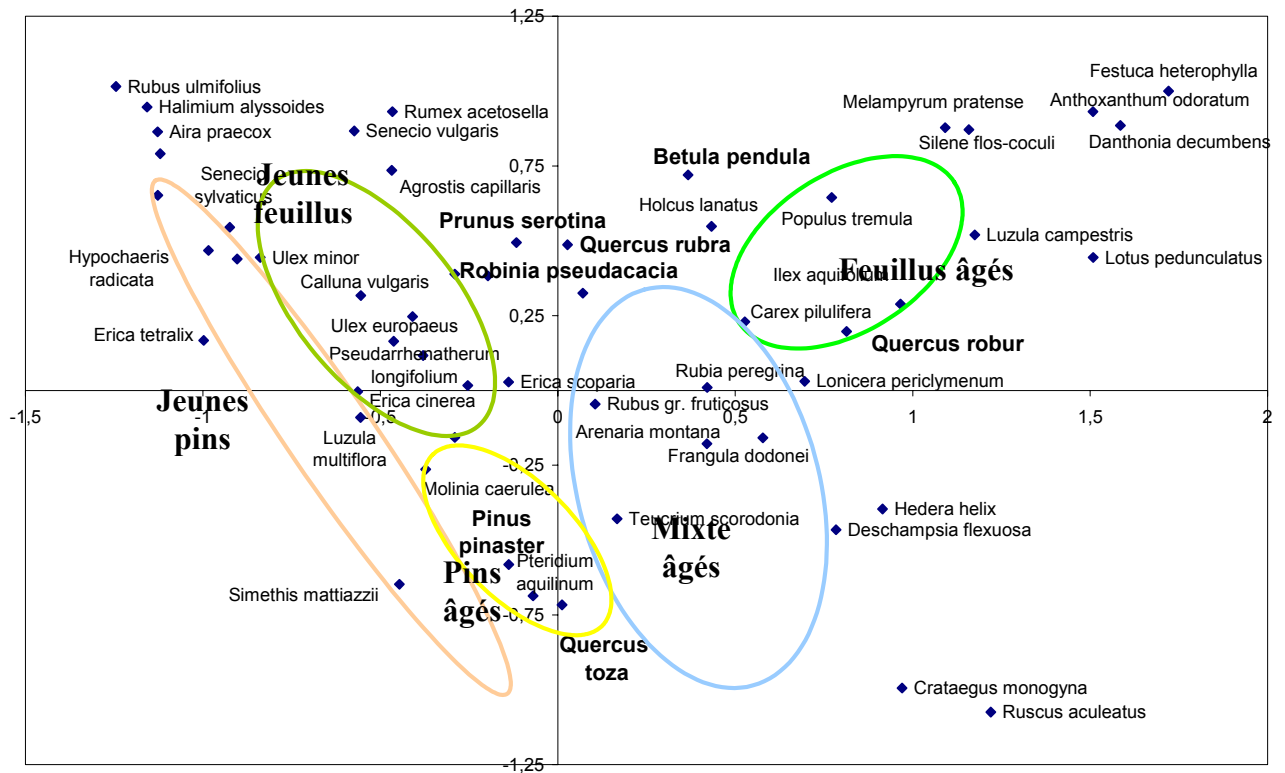 1,25
Festuca heterophylla
Rubus ulmifolius
Halimium alyssoides
Rumex acetosella
Melampyrum pratense
Anthoxanthum odoratum
Aira praecox
Senecio vulgaris
Silene flos-coculi
Danthonia decumbens
0,75
Betula pendula
Senecio
sylvaticus
Jeunes
feuillus
Agrostis capillaris
Holcus lanatus
Populus tremula
Prunus serotina
Quercus rubra
Luzula campestris
Hypochaeris
radicata
Ulex minor
Robinia pseudacacia
Lotus pedunculatus
Calluna vulgaris
Ilex aquifolium
Feuillus âgés
0,25
Carex pilulifera
Erica tetralix
Ulex europaeus
Quercus robur
Pseudarrhenatherum
longifolium
Erica scoparia
Rubia peregrina
Lonicera periclymenum
-1,5
-1
-0,5
0
0,5
1
1,5
2
Jeunes
pins
Erica cinerea
Rubus gr. fruticosus
Luzula
multiflora
Arenaria montana
Frangula dodonei
-0,25
Molinia caerulea
Pinus
pinaster
Teucrium scorodonia
Mixte
âgés
Hedera helix
Deschampsia flexuosa
Pteridium
aquilinum
Pins
âgés
Simethis mattiazzii
-0,75
Quercus
toza
Crataegus monogyna
Ruscus aculeatus
-1,25